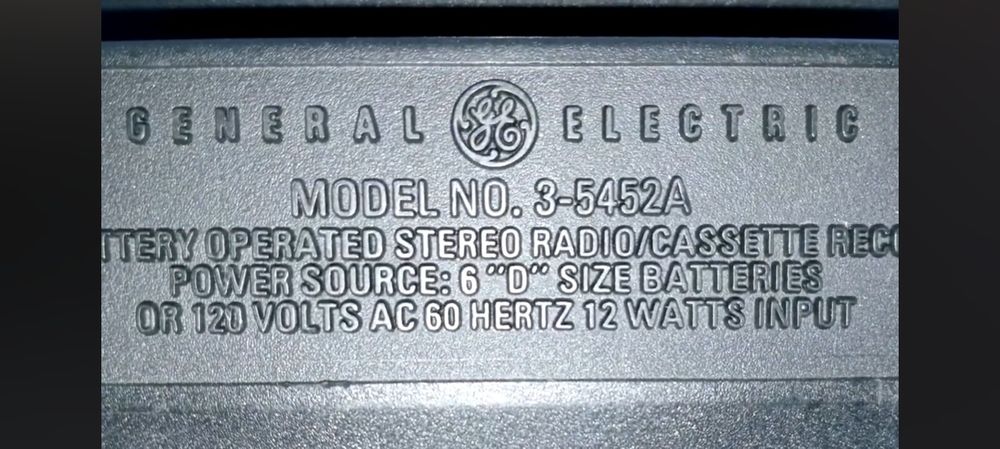 GENERAL GE ELECTRIC
MODEL NO. 3-5452A
TTERY OPERATED STEREO RADIO/CASSETTE RECO
POWER SOURCE: 6 "D" SIZE BATTERIES
OR 120 VOLTS AC 60 HERTZ 12 WATTS INPUT